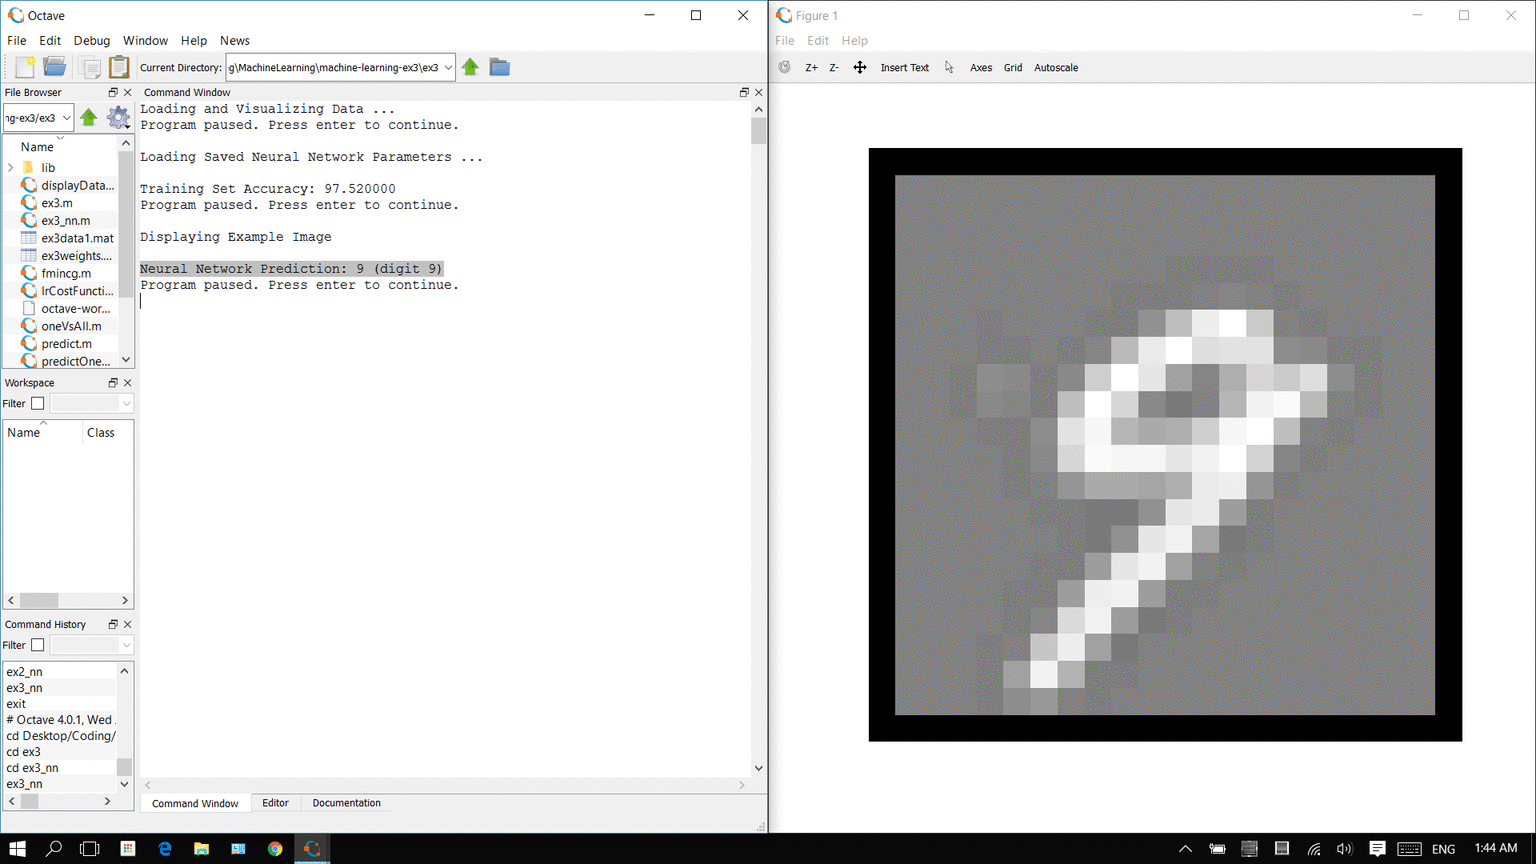 Octave
File Edit Debug Window Help News
Current Directory: g\MachineLearning\machine-learning-ex3\ex3
File Browser
ng-ex3/ex3
Name
lib
displayData...
ex3.m
ex3_nn.m
ex3data1.mat
ex3weights....
fmincg.m
lrCostFuncti...
octave-wor...
oneVsAll.m
predict.m
predictOne...
Workspace
Filter
Name Class
Command History
Filter
ex2_nn
ex3_nn
exit
# Octave 4.0.1, Wed
cd Desktop/Coding/
cd ex3
cd ex3_nn
ex3_nn
Command Window
Loading and Visualizing Data ...
Program paused. Press enter to continue.
Loading Saved Neural Network Parameters ...
Training Set Accuracy: 97.520000
Program paused. Press enter to continue.
Displaying Example Image
Neural Network Prediction: 9 (digit 9)
Program paused. Press enter to continue.
Command Window Editor Documentation
Figure 1
File Edit Help
Z+ Z- Insert Text Axes Grid Autoscale
9
ENG 1:44 AM